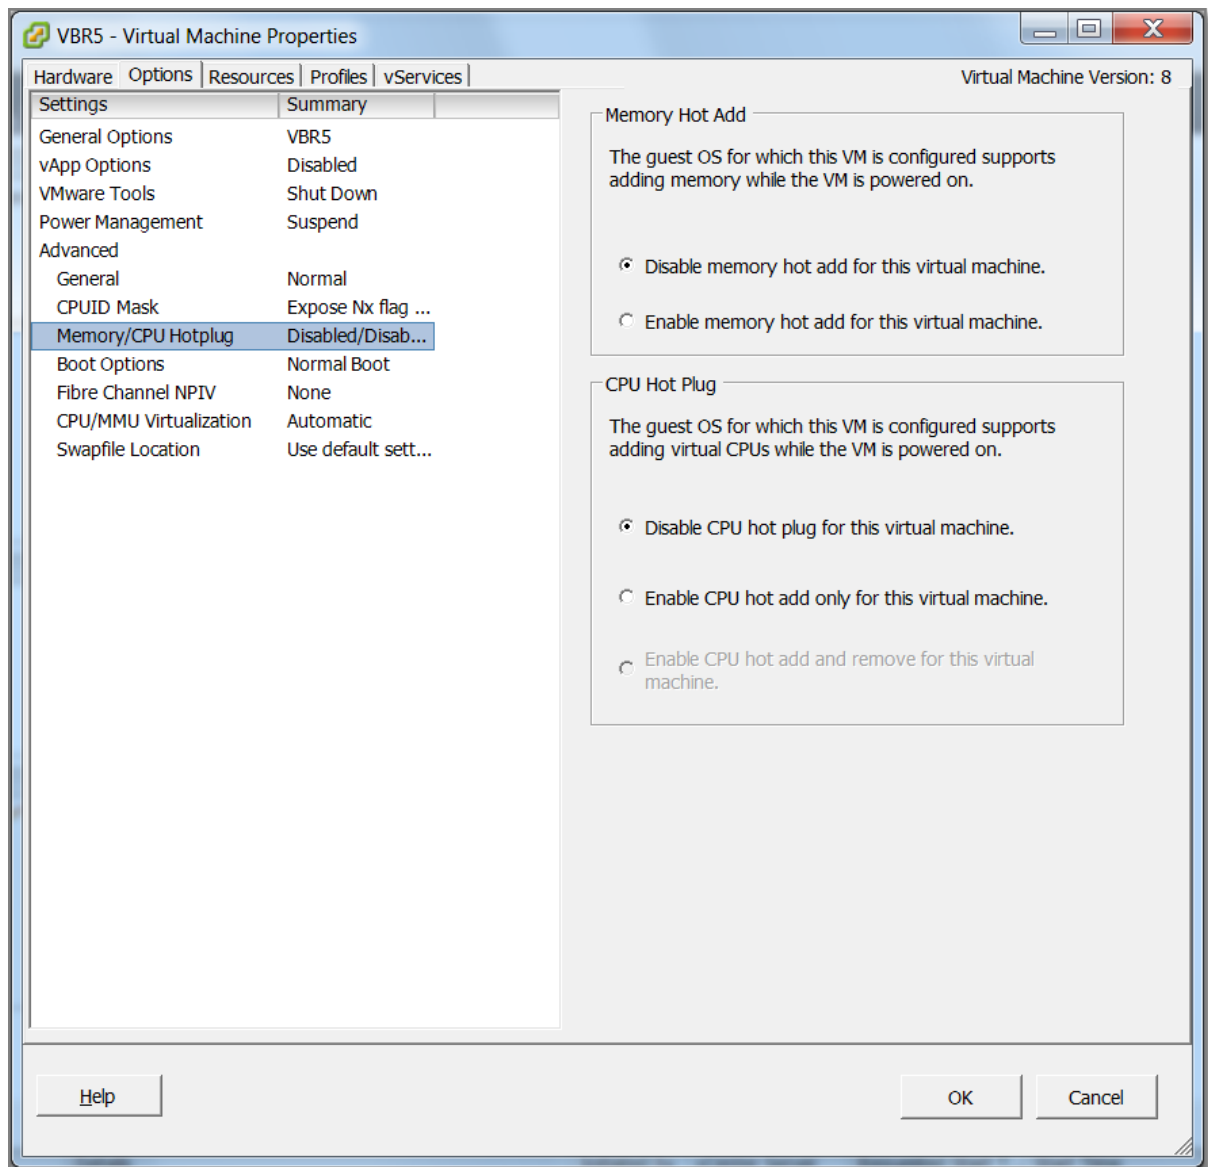 VBR5 - Virtual Machine Properties
Hardware Options Resources Profiles vServices Virtual Machine Version: 8
Settings Summary
General Options VBR5
vApp Options Disabled
VMware Tools Shut Down
Power Management Suspend
Advanced
General Normal
CPUID Mask Expose Nx flag ...
Memory/CPU Hotplug Disabled/Disab...
Boot Options Normal Boot
Fibre Channel NPIV None
CPU/MMU Virtualization Automatic
Swapfile Location Use default sett...
Memory Hot Add
The guest OS for which this VM is configured supports
adding memory while the VM is powered on.
Disable memory hot add for this virtual machine.
Enable memory hot add for this virtual machine.
CPU Hot Plug
The guest OS for which this VM is configured supports
adding virtual CPUs while the VM is powered on.
Disable CPU hot plug for this virtual machine.
Enable CPU hot add only for this virtual machine.
Enable CPU hot add and remove for this virtual
machine.
Help OK Cancel